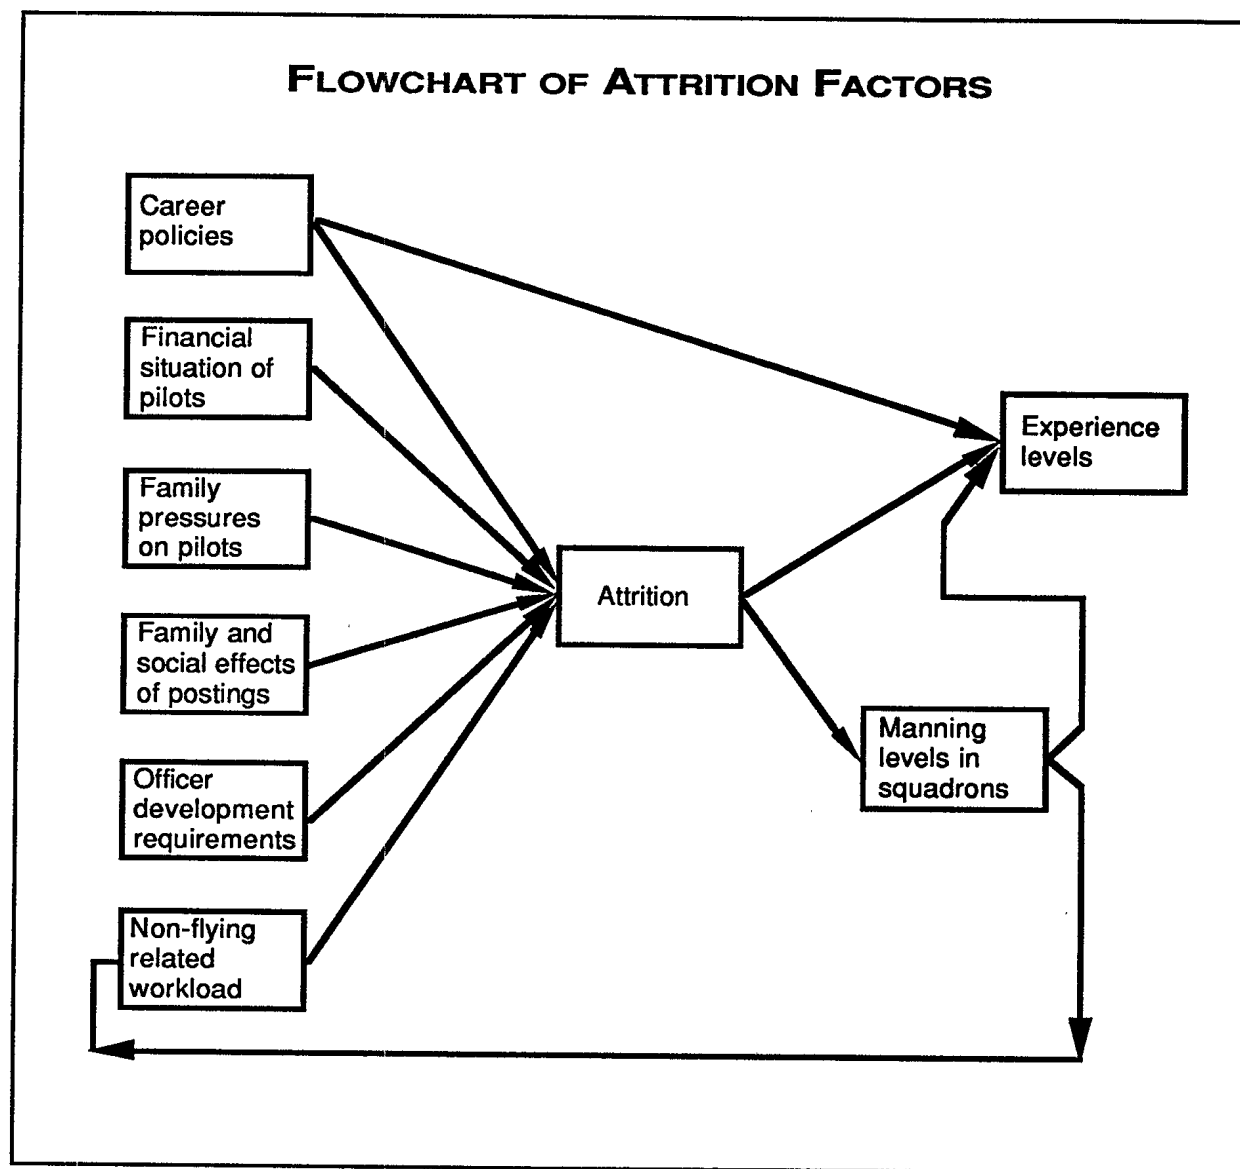 FLOWCHART OF ATTRITION FACTORS
Career
policies
Financial
situation of
pilots
Family
pressures
on pilots
Family and
social effects
of postings
Officer
development
requirements
Non-flying
related
workload
Attrition
Experience
levels
Manning
levels in
squadrons